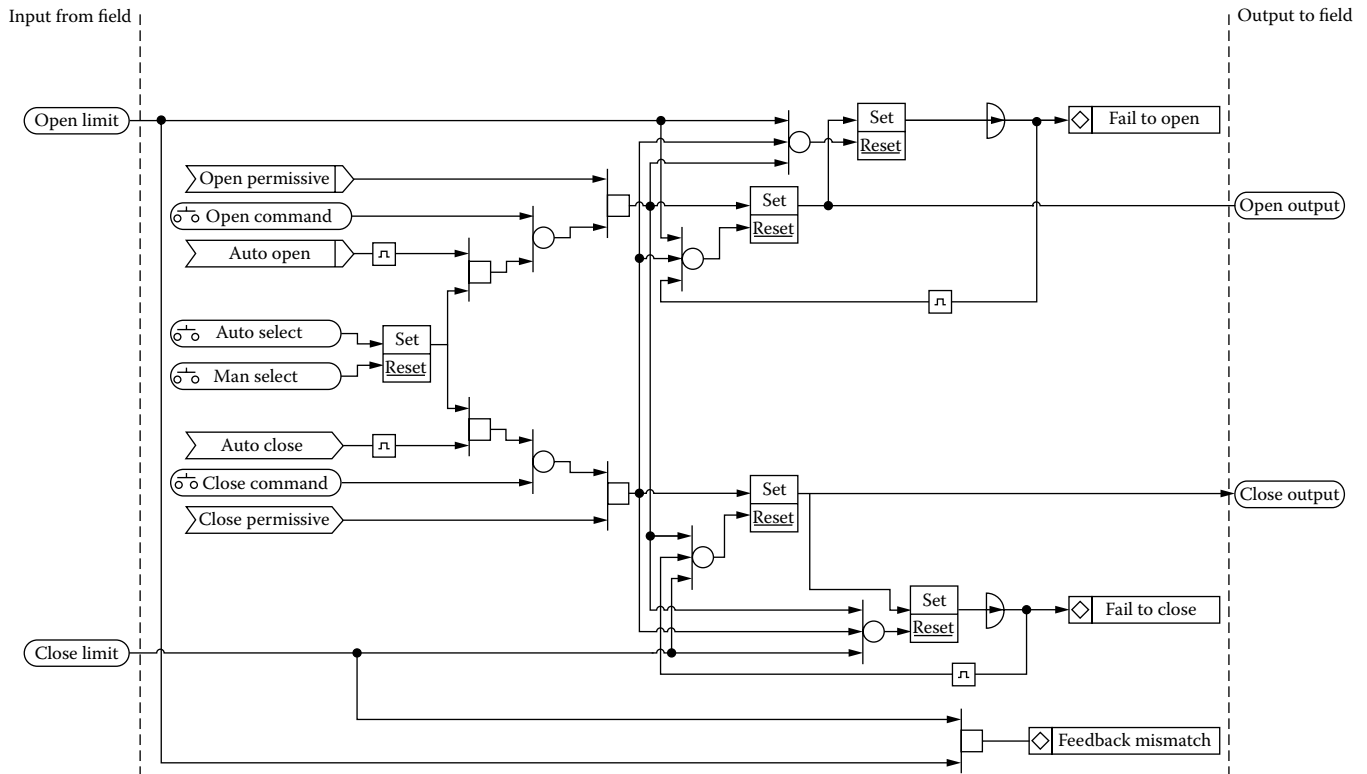 Input from field
Output to field
Open limit
Set
Reset
Fail to open
Open permissive
Open command
Auto open
Set
Reset
Open output
Auto select
Man select
Set
Reset
Auto close
Close command
Close permissive
Set
Reset
Close output
Set
Reset
Fail to close
Close limit
Feedback mismatch